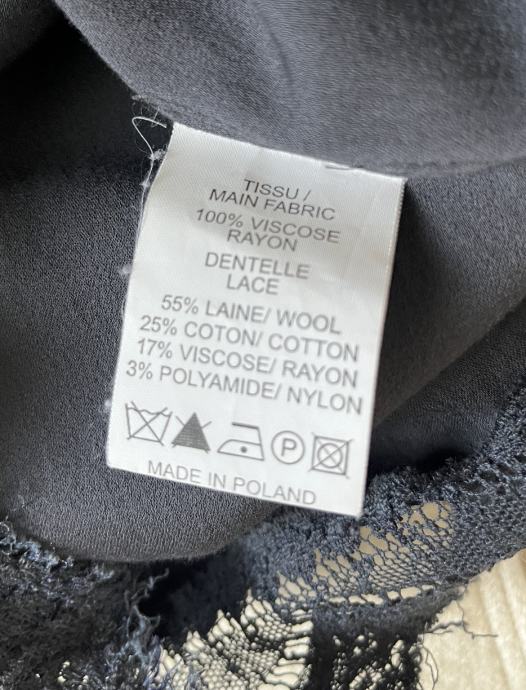 TISSU/
MAIN FABRIC
100% VISCOSE
RAYON
DENTELLE
LACE
55% LAINE/ WOOL
25% COTON/ COTTON
17% VISCOSE/ RAYON
3% POLYAMIDE/ NYLON
P
MADE IN POLAND